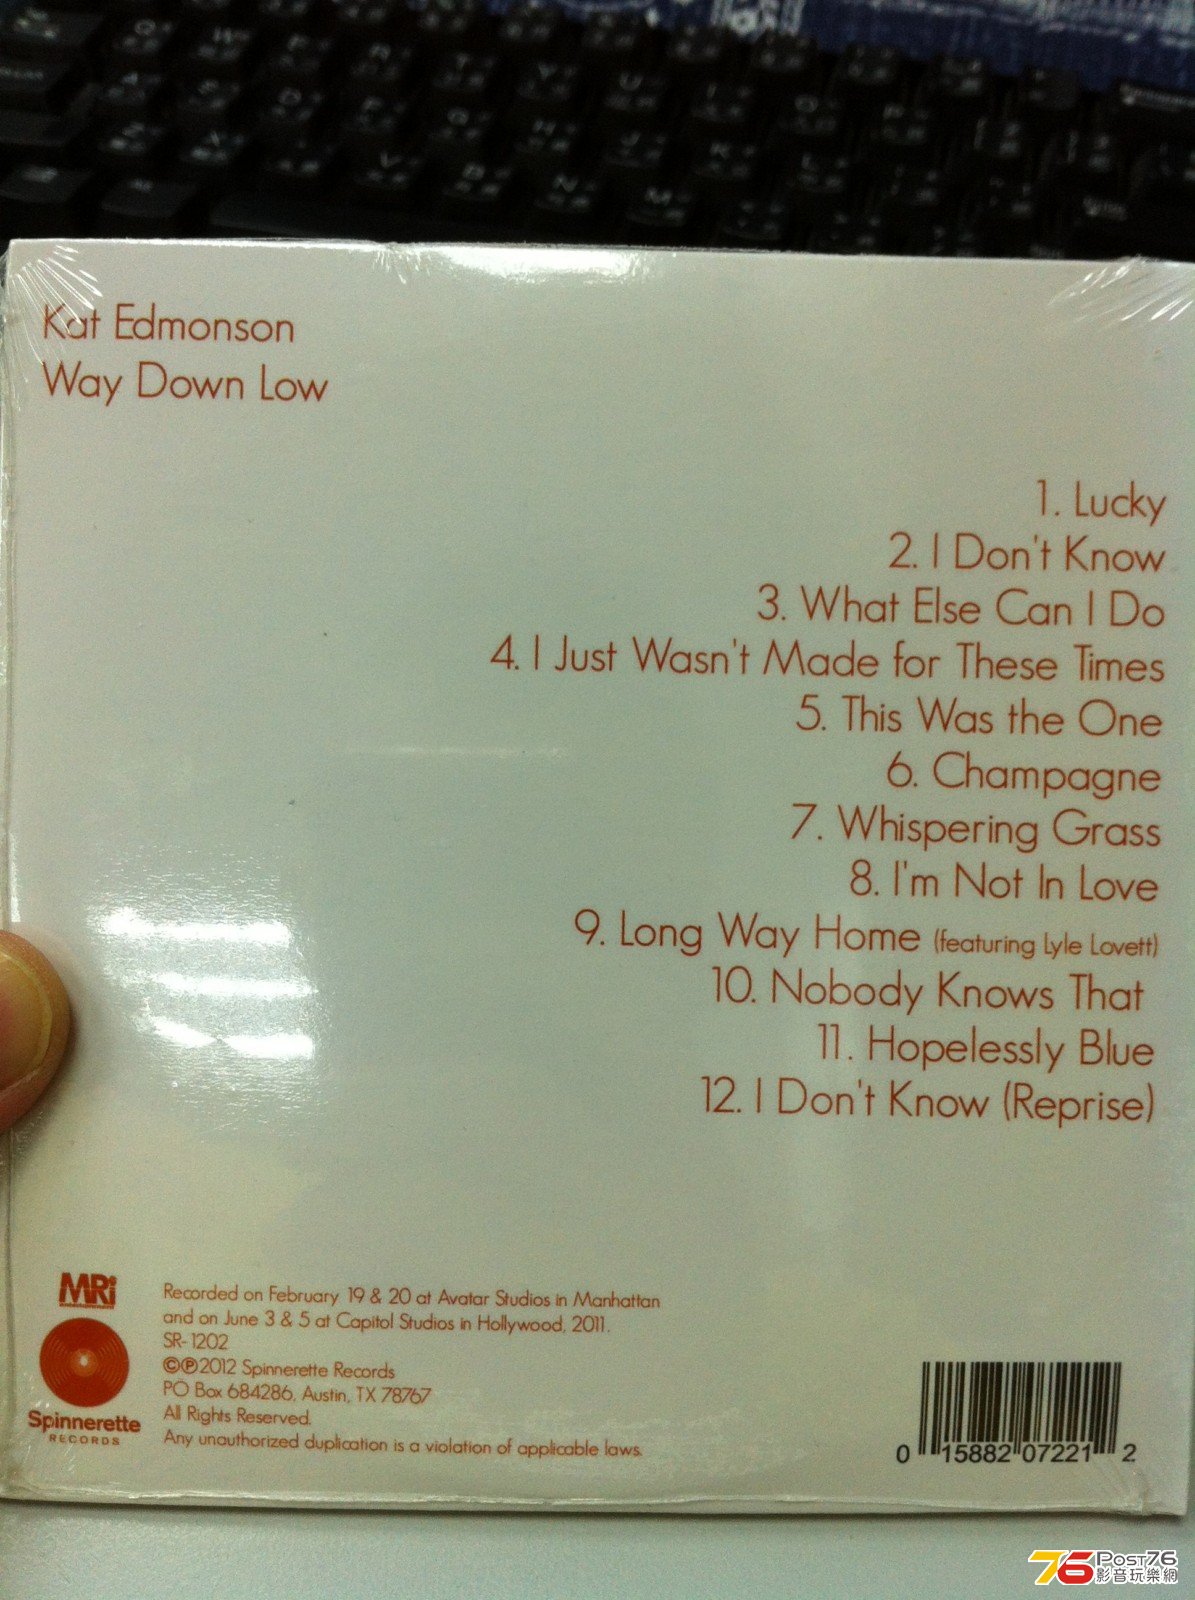 Kat Edmonson
Way Down Low
1. Lucky
2. I Don't Know
3. What Else Can I Do
4. I Just Wasn't Made for These Times
5. This Was the One
6. Champagne
7. Whispering Grass
8. I'm Not In Love
9. Long Way Home (featuring Lyle Lovett)
10. Nobody Knows That
11. Hopelessly Blue
12. I Don't Know (Reprise)
MRi
entertainment
Spinnerette
RECORDS
Recorded on February 19 & 20 at Avatar Studios in Manhattan
and on June 3 & 5 at Capitol Studios in Hollywood, 2011.
SR-1202
©℗2012 Spinnerette Records
PO Box 684286, Austin, TX 78767
All Rights Reserved.
Any unauthorized duplication is a violation of applicable laws.
0 15882 07221 2
76 Post76
影音玩樂網